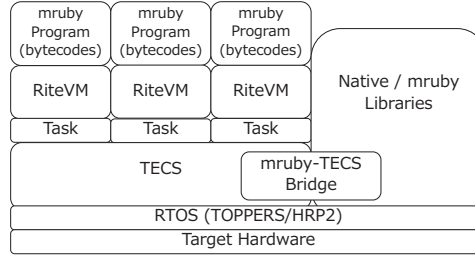 mruby
Program
(bytecodes)
mruby
Program
(bytecodes)
mruby
Program
(bytecodes)
RiteVM
RiteVM
RiteVM
Native / mruby
Libraries
Task
Task
Task
TECS
mruby-TECS
Bridge
RTOS (TOPPERS/HRP2)
Target Hardware